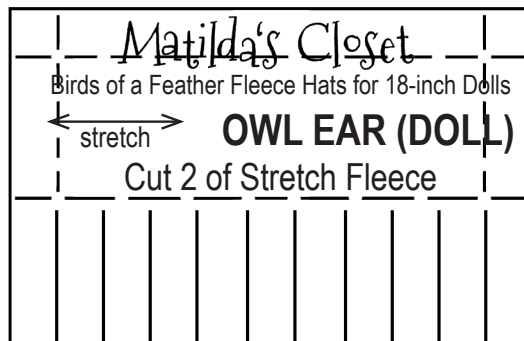 Matilda's Closet
Birds of a Feather Fleece Hats for 18-inch Dolls
stretch
OWL EAR (DOLL)
Cut 2 of Stretch Fleece